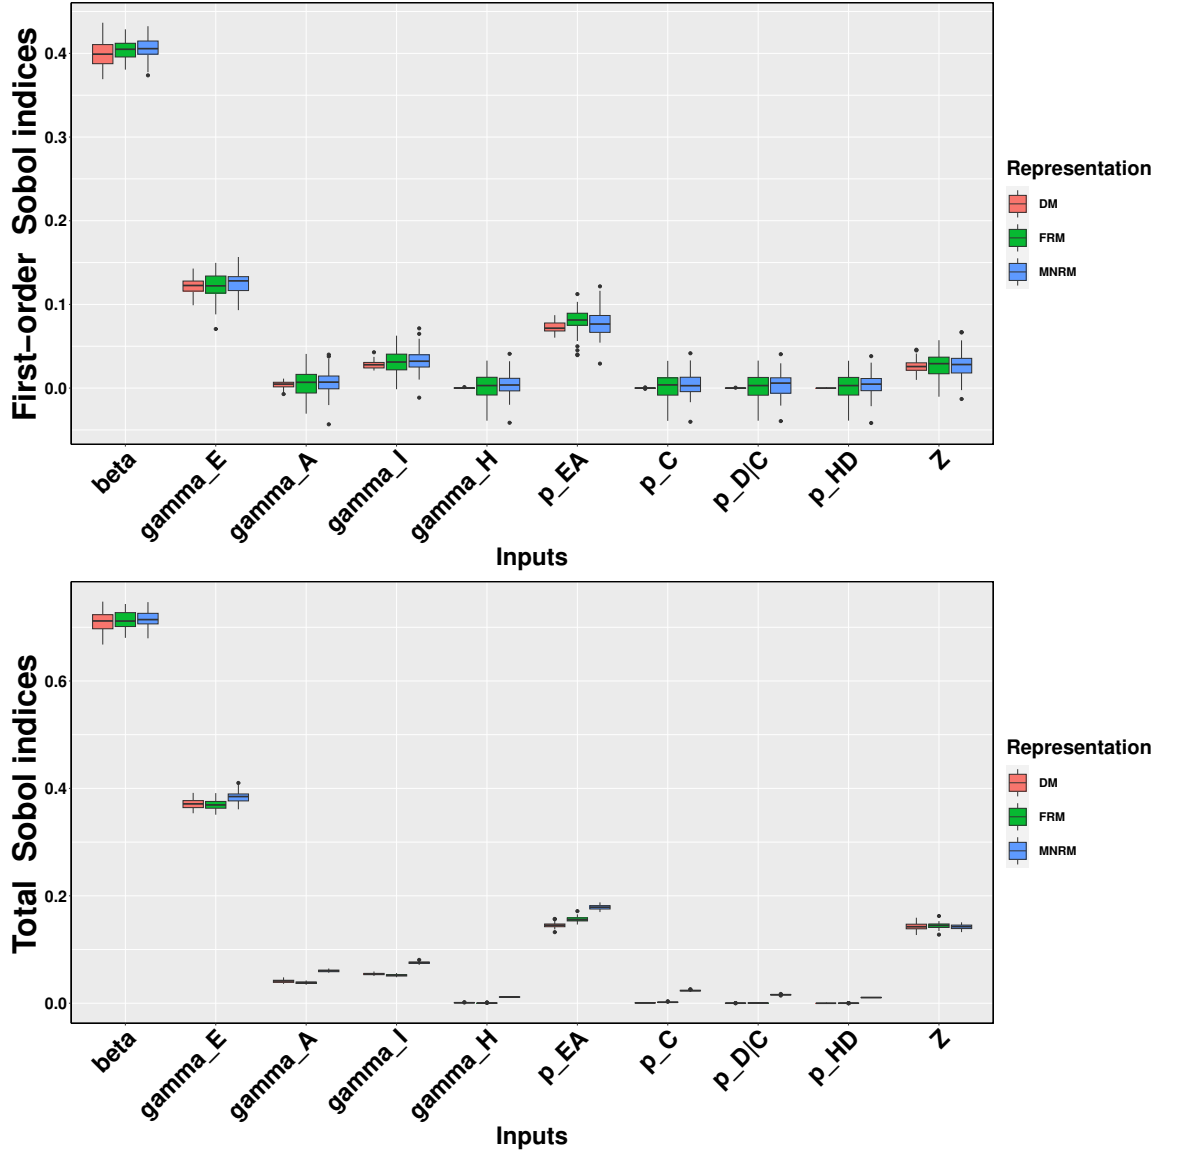 First-order Sobol indices
0.4
0.3
0.2
0.1
0.0
beta
gamma_E
gamma_A
gamma_I
gamma_H
p_EA
p_C
p_D|C
p_HD
Z
Inputs
Representation
DM
FRM
MNRM
Total Sobol indices
0.6
0.4
0.2
0.0
beta
gamma_E
gamma_A
gamma_I
gamma_H
p_EA
p_C
p_D|C
p_HD
Z
Inputs
Representation
DM
FRM
MNRM